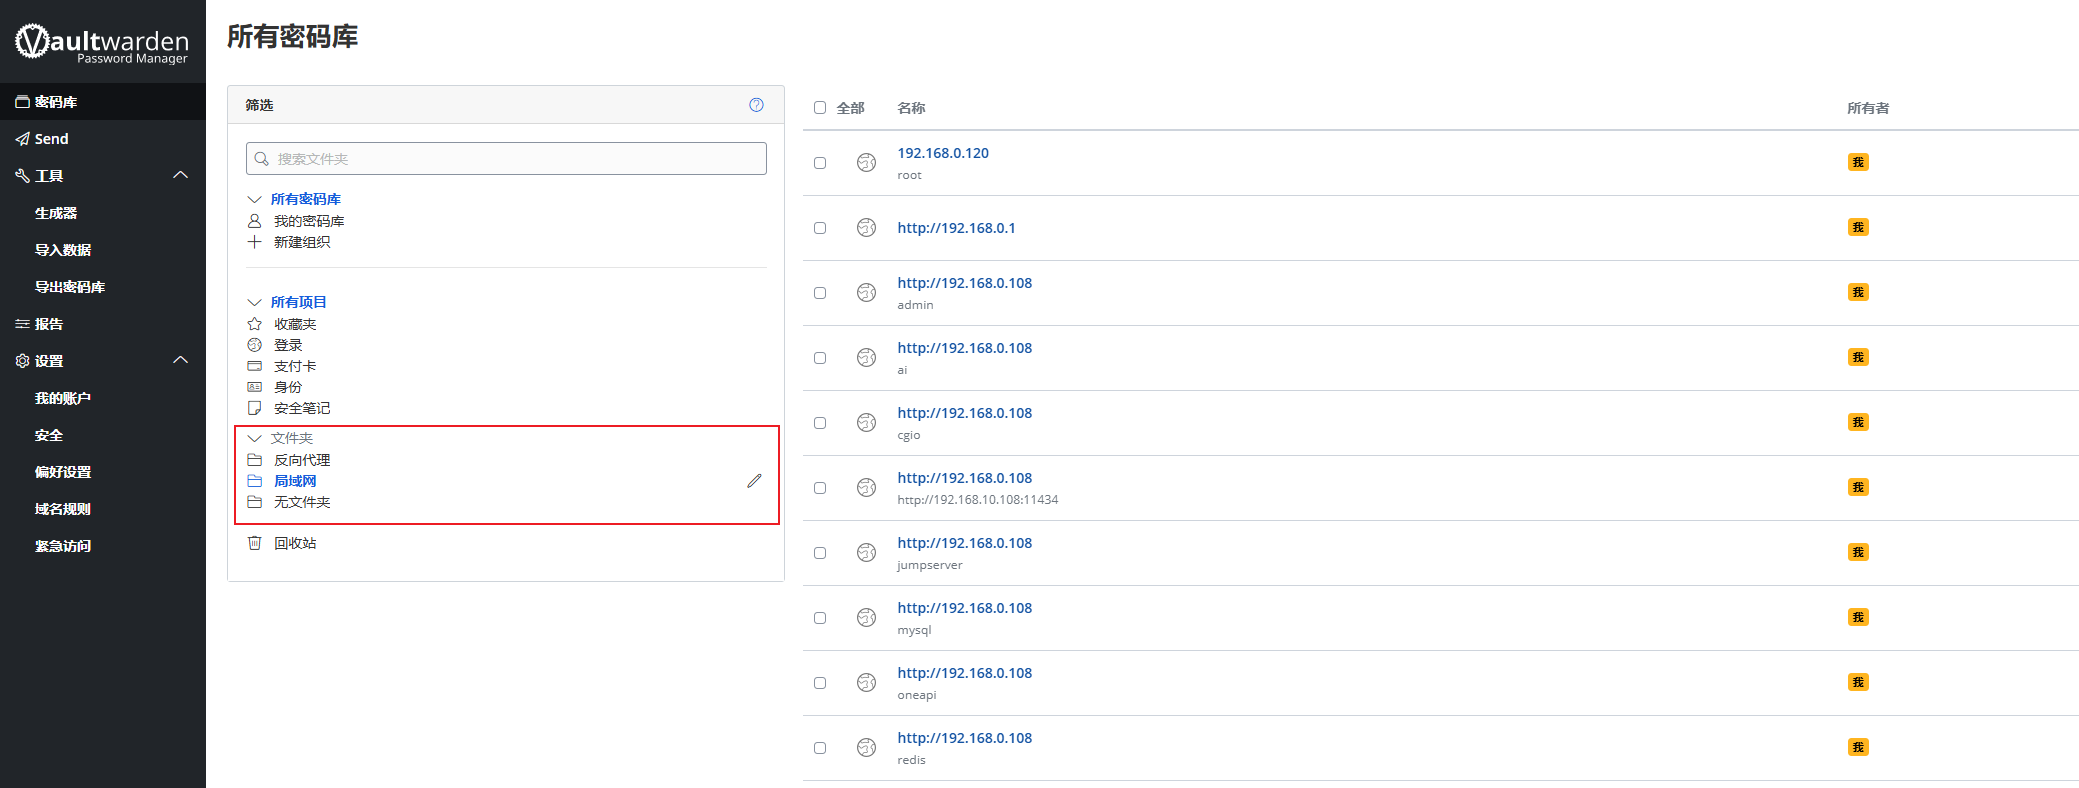 Vaultwarden
Password Manager
密码库
Send
工具
生成器
导入数据
导出密码库
报告
设置
我的账户
安全
偏好设置
域名规则
紧急访问
所有密码库
筛选
搜索文件夹
所有密码库
我的密码库
新建组织
所有项目
收藏夹
登录
支付卡
身份
安全笔记
文件夹
反向代理
局域网
无文件夹
回收站
全部 名称 所有者
192.168.0.120
root
我
http://192.168.0.1
我
http://192.168.0.108
admin
我
http://192.168.0.108
ai
我
http://192.168.0.108
cgio
我
http://192.168.0.108
http://192.168.10.108:11434
我
http://192.168.0.108
jumpserver
我
http://192.168.0.108
mysql
我
http://192.168.0.108
oneapi
我
http://192.168.0.108
redis
我